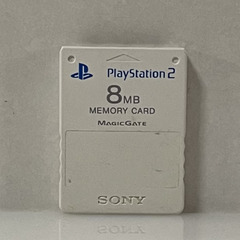 PlayStation 2
8MB
MEMORY CARD
MAGICGATE
SONY